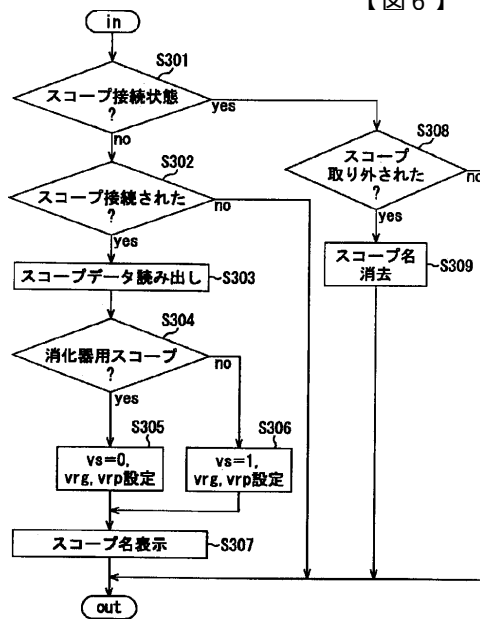 【図6】
in
S301
スコープ接続状態
?
yes
no
S302
スコープ接続された
?
no
yes
スコープデータ読み出し
S303
S304
消化器用スコープ
?
no
yes
S305
vs=0,
vrg,vrp設定
S306
vs=1,
vrg,vrp設定
スコープ名表示
S307
out
S308
スコープ
取り外された
?
no
yes
スコープ名
消去
S309